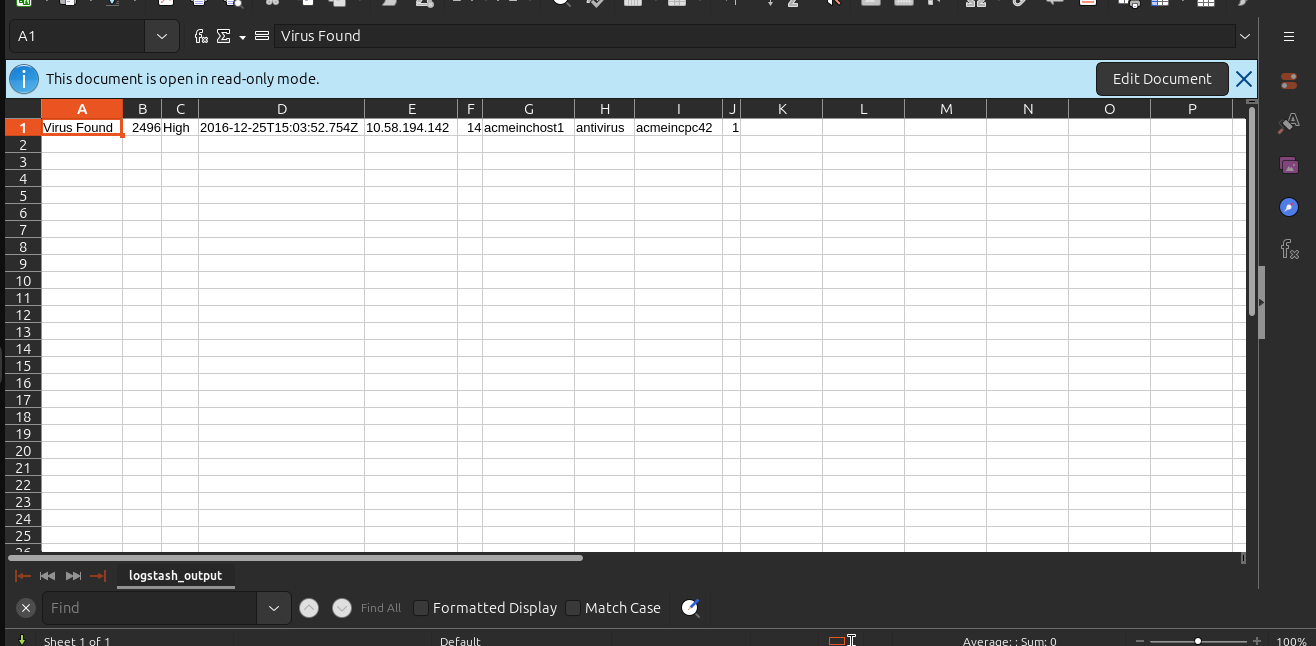 A1
Virus Found
This document is open in read-only mode.
Edit Document
A B C D E F G H I J K L M N O P
1 Virus Found 2496 High 2016-12-25T15:03:52.754Z 10.58.194.142 14 acmeinchost1 antivirus acmeincpc42 1
2
3
4
5
6
7
8
9
10
11
12
13
14
15
16
17
18
19
20
21
22
23
24
25
26
logstash_output
Find
Find All
Formatted Display
Match Case
Sheet 1 of 1
Default
Average: ; Sum: 0
100%